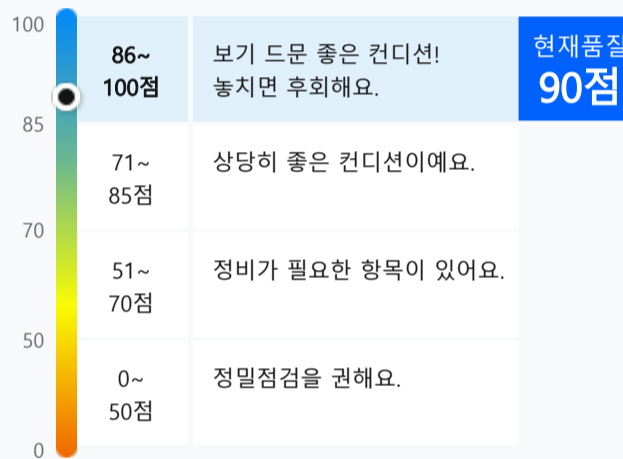 100
86~
100점
보기 드문 좋은 컨디션!
놓치면 후회해요.
현재품질
90점
85
71~
85점
상당히 좋은 컨디션이예요.
70
51~
70점
정비가 필요한 항목이 있어요.
50
0~
50점
정밀점검을 권해요.
0